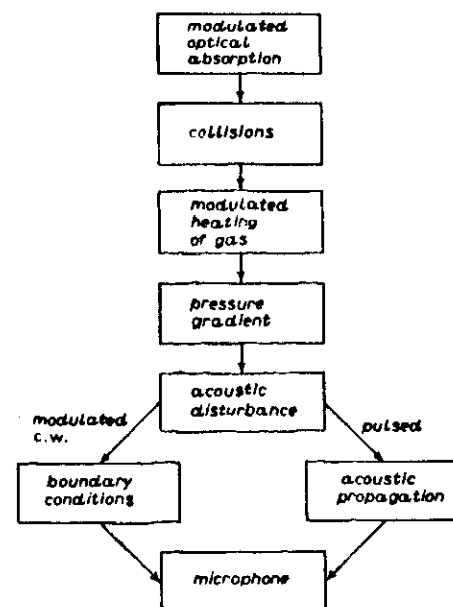 modulated
optical
absorption
collisions
modulated
heating
of gas
pressure
gradient
acoustic
disturbance
modulated
c.w.
pulsed
boundary
conditions
acoustic
propagation
microphone